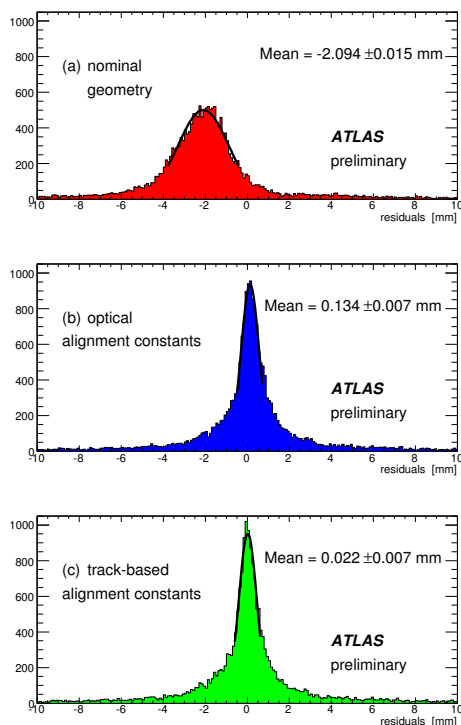 1000
(a) nominal
geometry
Mean = -2.094 ±0.015 mm
800
600
400
200
0
ATLAS
preliminary
-10 -8 -6 -4 -2 0 2 4 6 8 10
residuals [mm]
1000
(b) optical
alignment constants
Mean = 0.134 ±0.007 mm
800
600
400
200
0
ATLAS
preliminary
-10 -8 -6 -4 -2 0 2 4 6 8 10
residuals [mm]
1000
(c) track-based
alignment constants
Mean = 0.022 ±0.007 mm
800
600
400
200
0
ATLAS
preliminary
-10 -8 -6 -4 -2 0 2 4 6 8 10
residuals [mm]